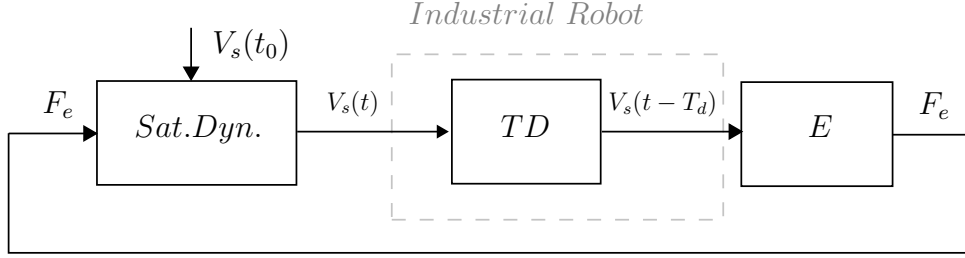 Industrial Robot
V_s(t_0)
F_e
Sat.Dyn.
V_s(t)
TD
V_s(t − T_d)
E
F_e